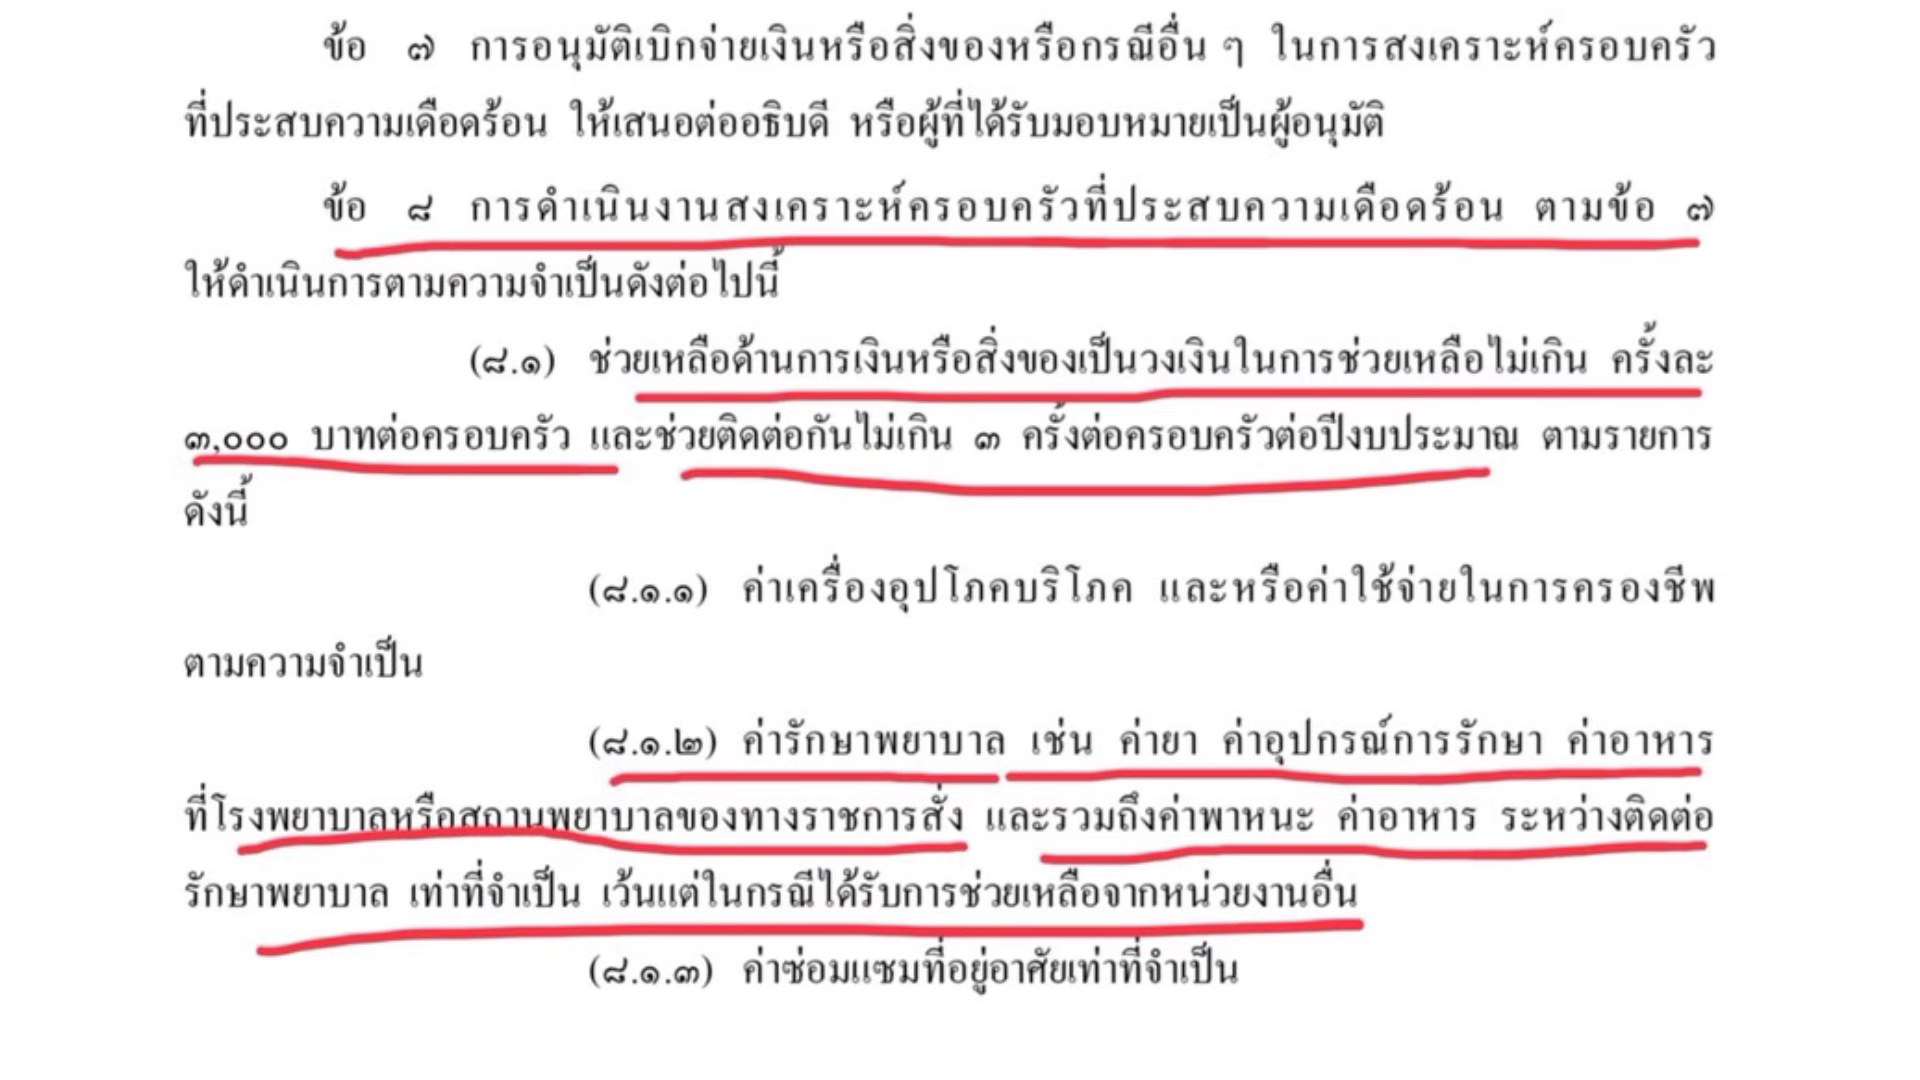 ข้อ ๗ การอนุมัติเบิกจ่ายเงินหรือสิ่งของหรือกรณีอื่น ๆ ในการสงเคราะห์ครอบครัว
ที่ประสบความเดือดร้อน ให้เสนอต่ออธิบดี หรือผู้ที่ได้รับมอบหมายเป็นผู้อนุมัติ
ข้อ ๘ การดำเนินงานสงเคราะห์ครอบครัวที่ประสบความเดือดร้อน ตามข้อ ๗
ให้ดำเนินการตามความจำเป็นดังต่อไปนี้
(๘.๑) ช่วยเหลือด้านการเงินหรือสิ่งของเป็นวงเงินในการช่วยเหลือไม่เกิน ครั้งละ
๓,๐๐๐ บาทต่อครอบครัว และช่วยติดต่อกันไม่เกิน ๓ ครั้งต่อครอบครัวต่อปีงบประมาณ ตามรายการ
ดังนี้
(๘.๑.๑) ค่าเครื่องอุปโภคบริโภค และหรือค่าใช้จ่ายในการครองชีพ
ตามความจำเป็น
(๘.๑.๒) ค่ารักษาพยาบาล เช่น ค่ายา ค่าอุปกรณ์การรักษา ค่าอาหาร
ที่โรงพยาบาลหรือสถานพยาบาลของทางราชการสั่ง และรวมถึงค่าพาหนะ ค่าอาหาร ระหว่างติดต่อ
รักษาพยาบาล เท่าที่จำเป็น เว้นแต่ในกรณีได้รับการช่วยเหลือจากหน่วยงานอื่น
(๘.๑.๓) ค่าซ่อมแซมที่อยู่อาศัยเท่าที่จำเป็น